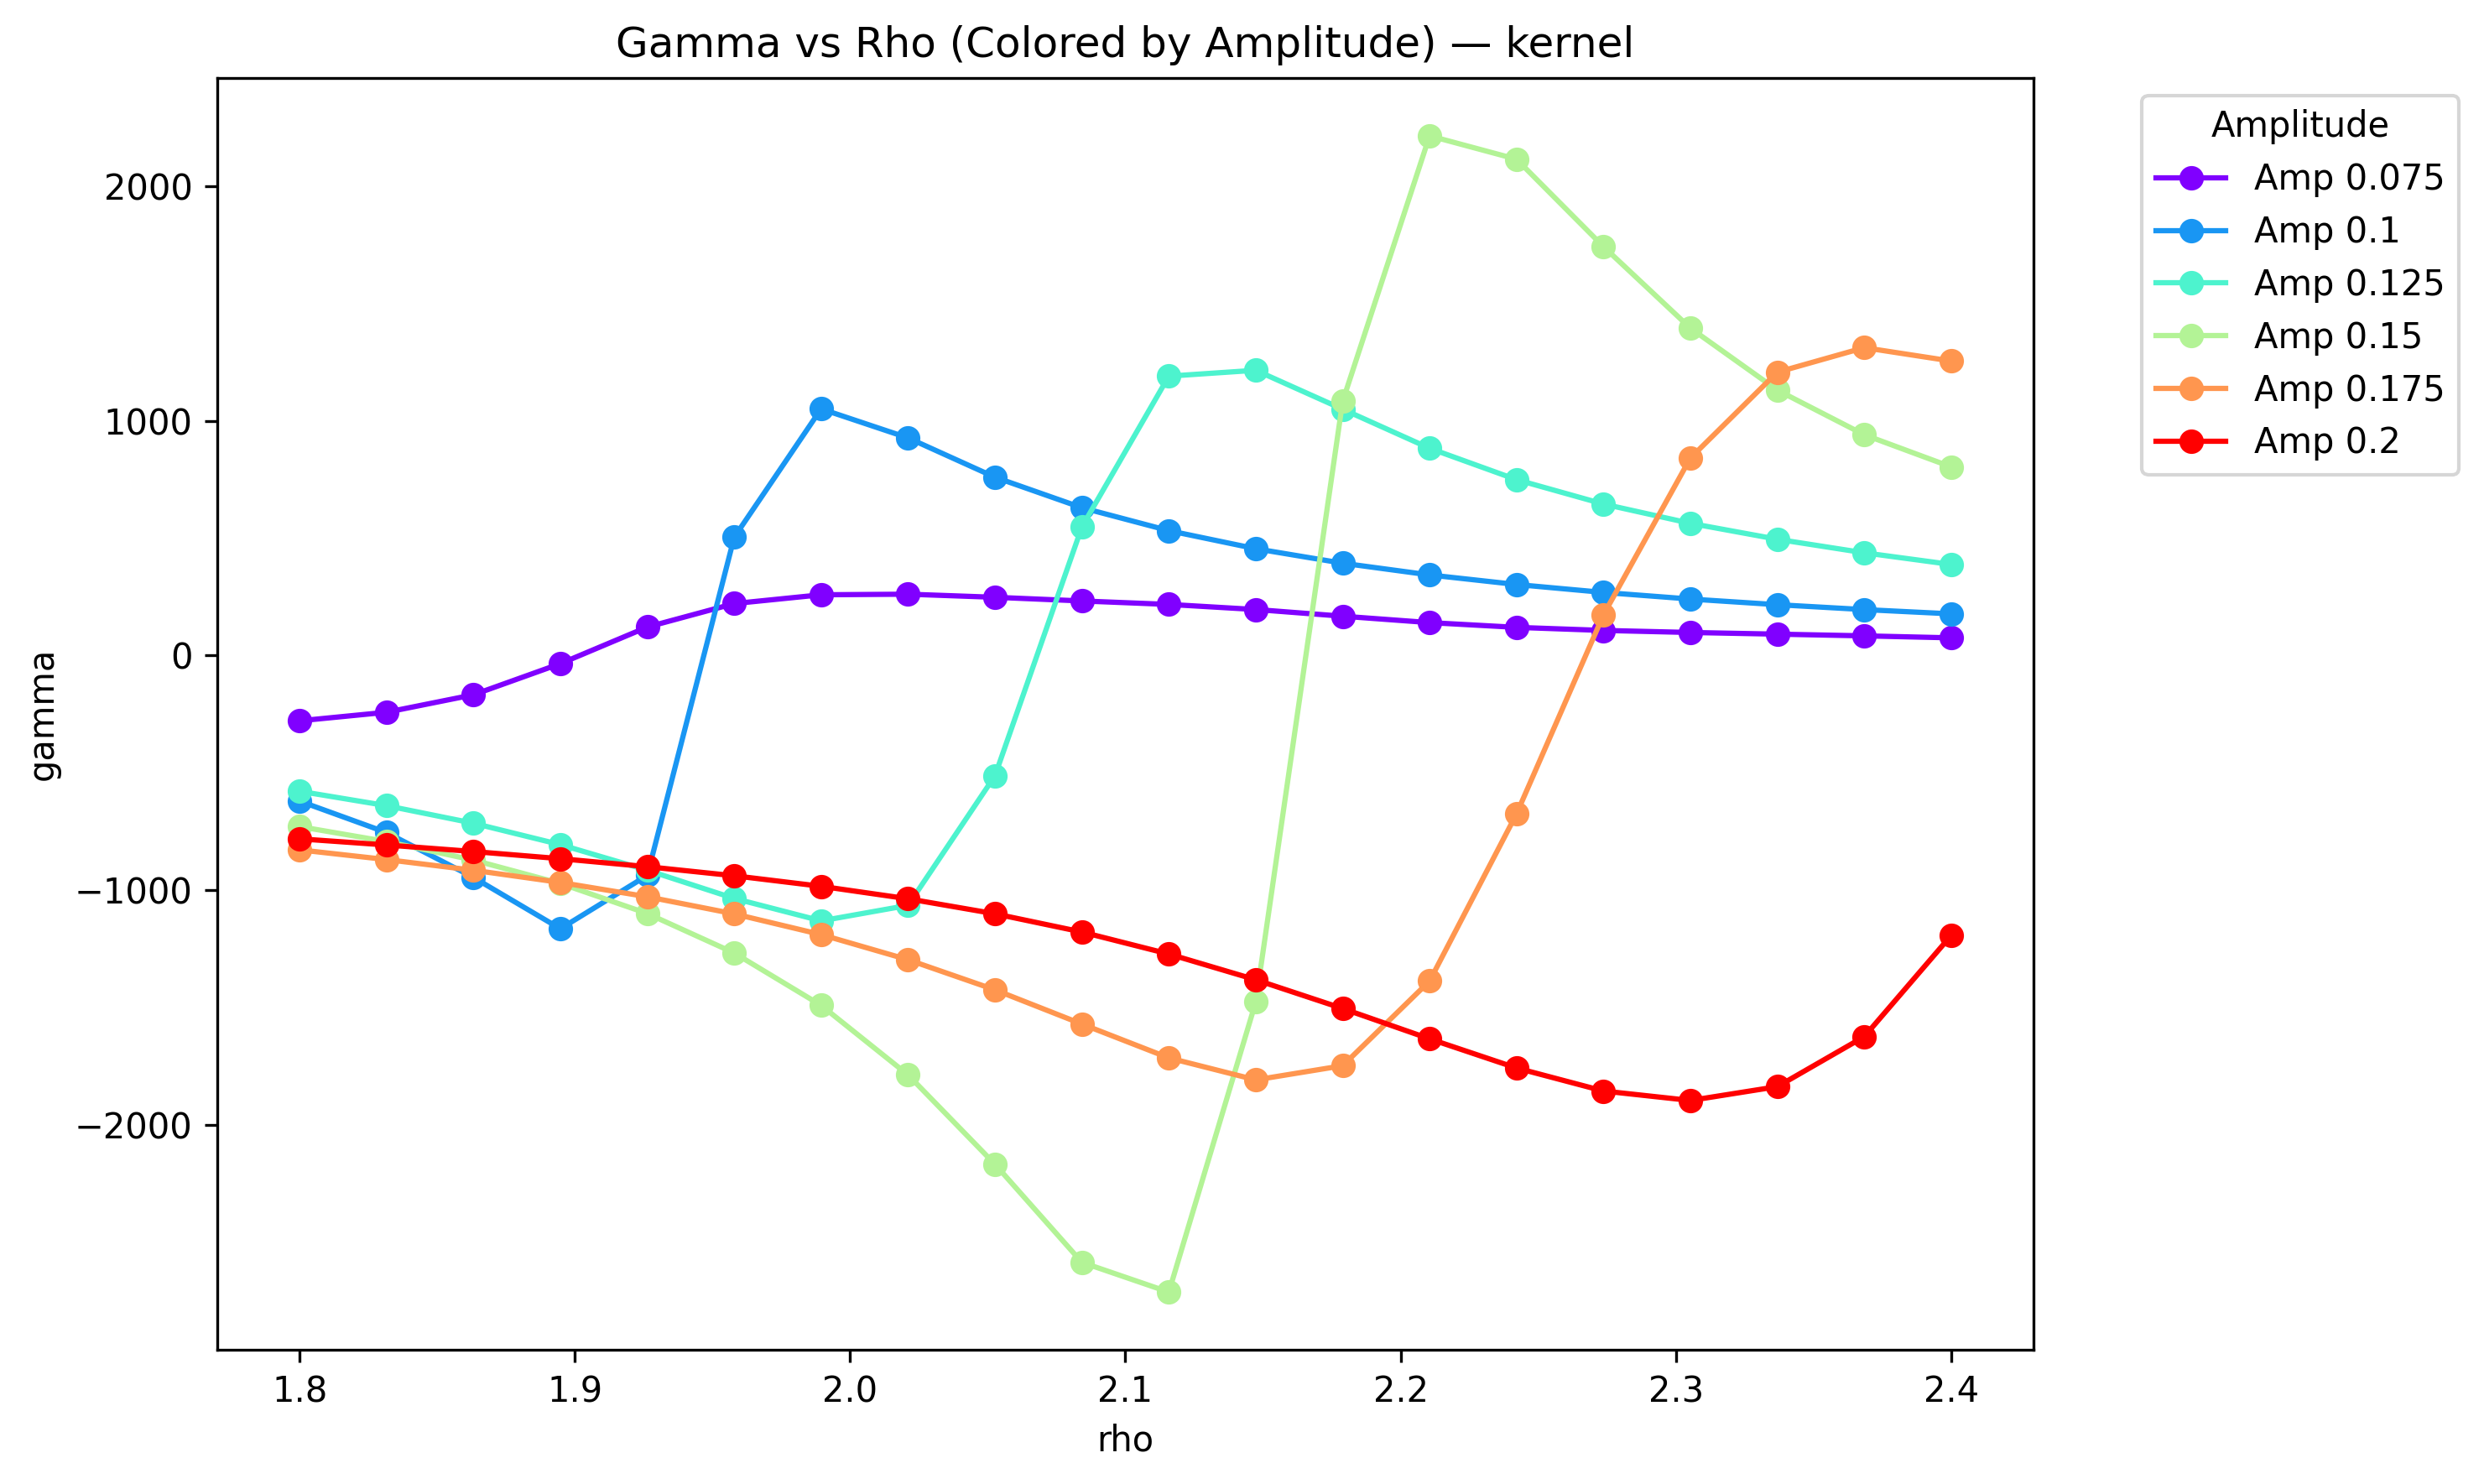 Gamma vs Rho (Colored by Amplitude) — kernel
Amplitude
Amp 0.075
Amp 0.1
Amp 0.125
Amp 0.15
Amp 0.175
Amp 0.2
gamma
2000
1000
0
−1000
−2000
1.8 1.9 2.0 2.1 2.2 2.3 2.4
rho